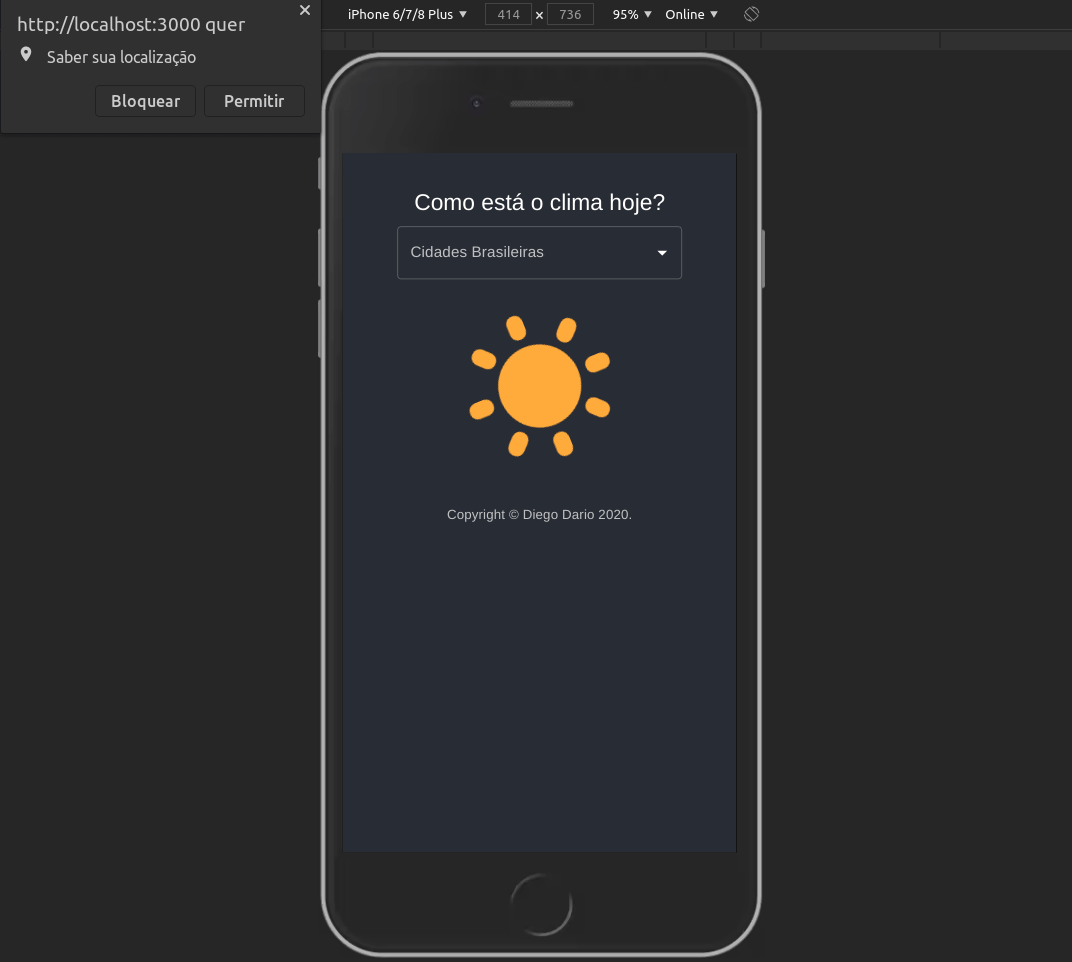 http://localhost:3000 quer
Saber sua localização
Bloquear Permitir
iPhone 6/7/8 Plus 414 x 736 95% Online
Como está o clima hoje?
Cidades Brasileiras
Copyright © Diego Dario 2020.